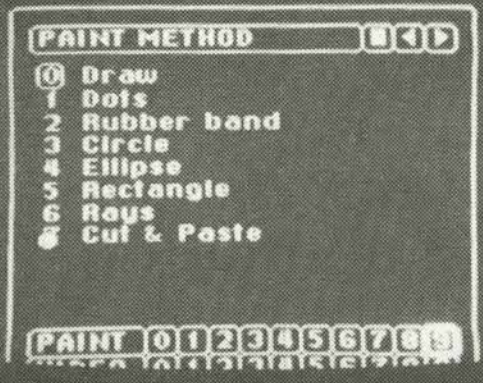 PAINT METHOD
0 Draw
1 Dots
2 Rubber band
3 Circle
4 Ellipse
5 Rectangle
6 Rays
7 Cut & Paste
PAINT 0 1 2 3 4 5 6 7 8 9